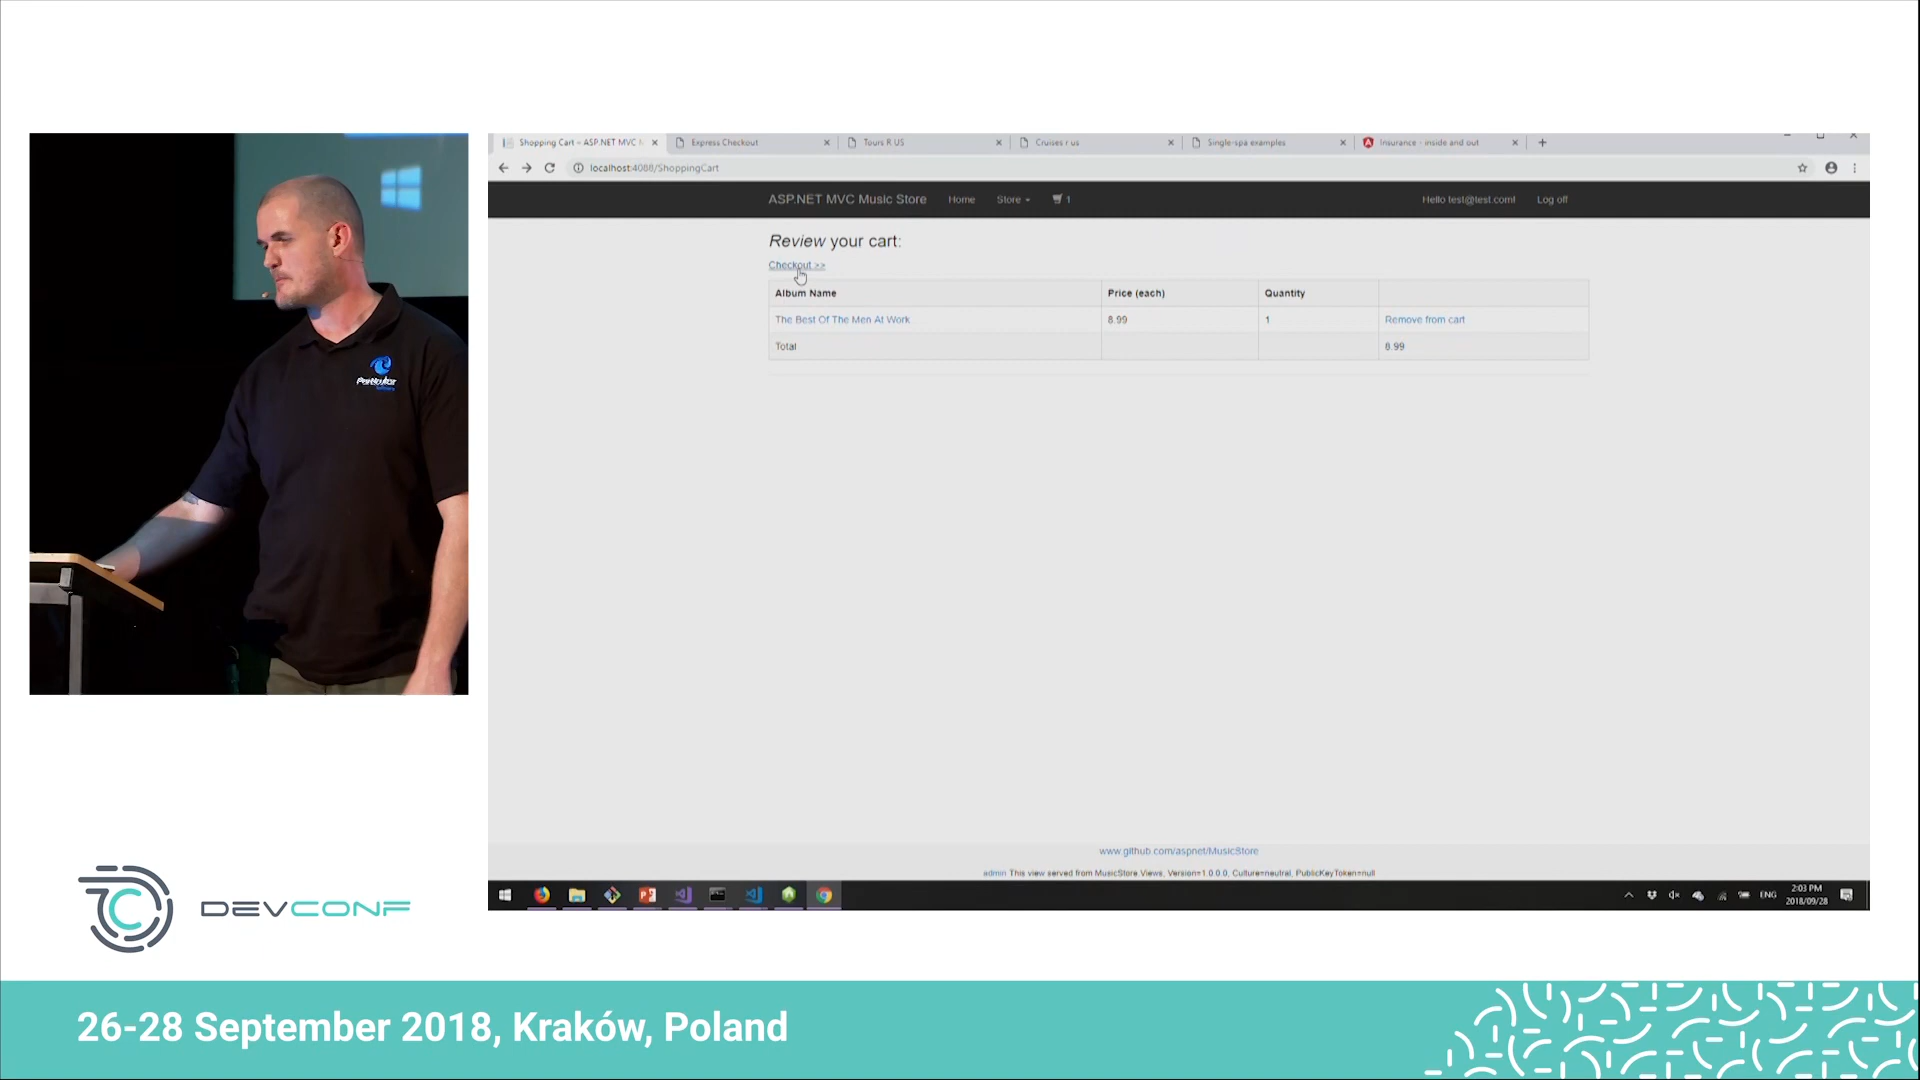 Shopping Cart – ASP.NET MVC M
Express Checkout
Tours R US
Cruises r us
Single-spa examples
Insurance - inside and out
localhost:4088/ShoppingCart
ASP.NET MVC Music Store
Home
Store
1
Hello test@test.com!
Log off
Review your cart:
Checkout >>
Album Name Price (each) Quantity
The Best Of The Men At Work 8.99 1 Remove from cart
Total 8.99
www.github.com/aspnet/MusicStore
admin This view served from MusicStore.Views, Version=1.0.0.0, Culture=neutral, PublicKeyToken=null
ENG
2:03 PM
2018/09/28
Particular
Software
DEVCONF
26-28 September 2018, Kraków, Poland